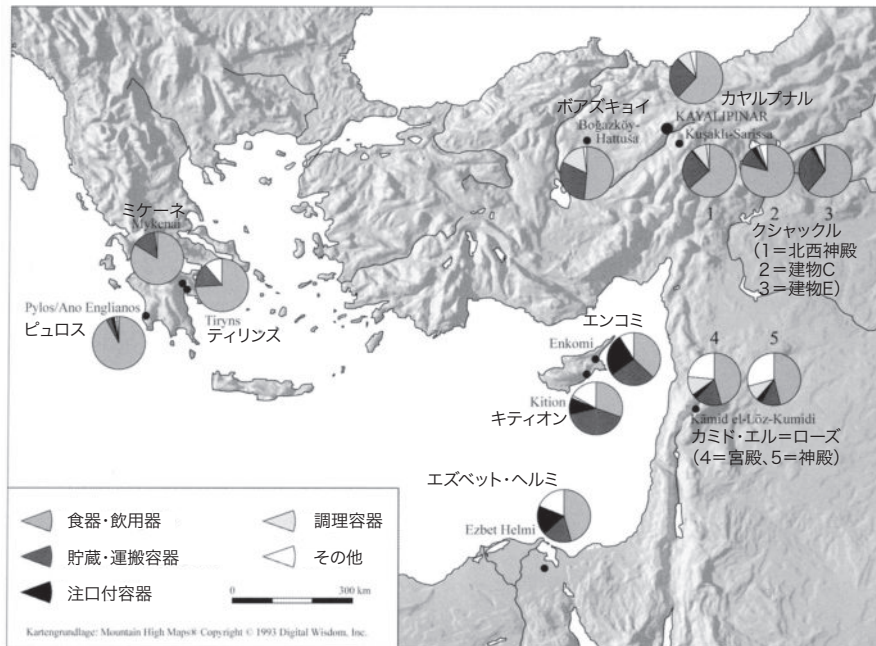 カヤルプナル
ボアズキョイ
KAYALIPINAR
Boğazköy-
Hattuša
Kuşaklı-Sarissa
1
2
3
クシャックル
(1=北西神殿
2=建物C
3=建物E)
ミケーネ
Mykenai
Pylos/Ano Englianos
ピュロス
Tiryns
ティリンス
エンコミ
Enkomi
Kition
キティオン
4
5
Kāmid el-Lōz-Kumidi
カミド・エル=ローズ
(4=宮殿、5=神殿)
エズベット・ヘルミ
Ezbet Helmi
食器・飲用器
調理容器
貯蔵・運搬容器
その他
注口付容器
0
300 km
Kartengrundlage: Mountain High Maps® Copyright © 1993 Digital Wisdom, Inc.